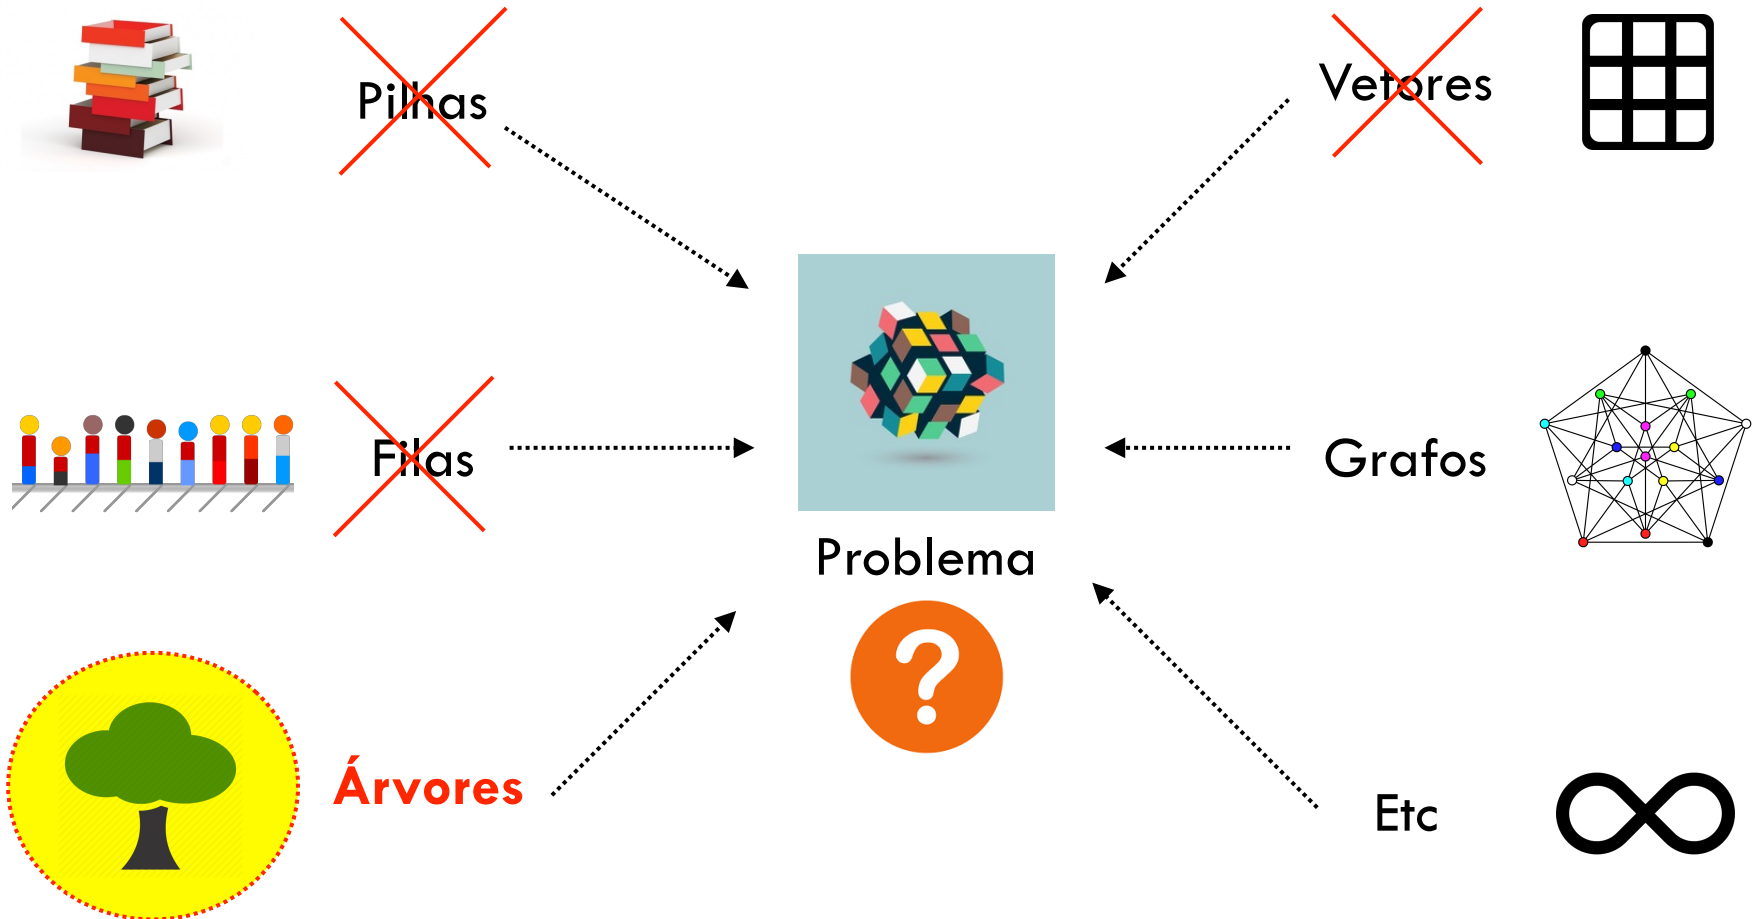 Pilhas
Vetores
Filas
Grafos
Problema
?
Árvores
Etc